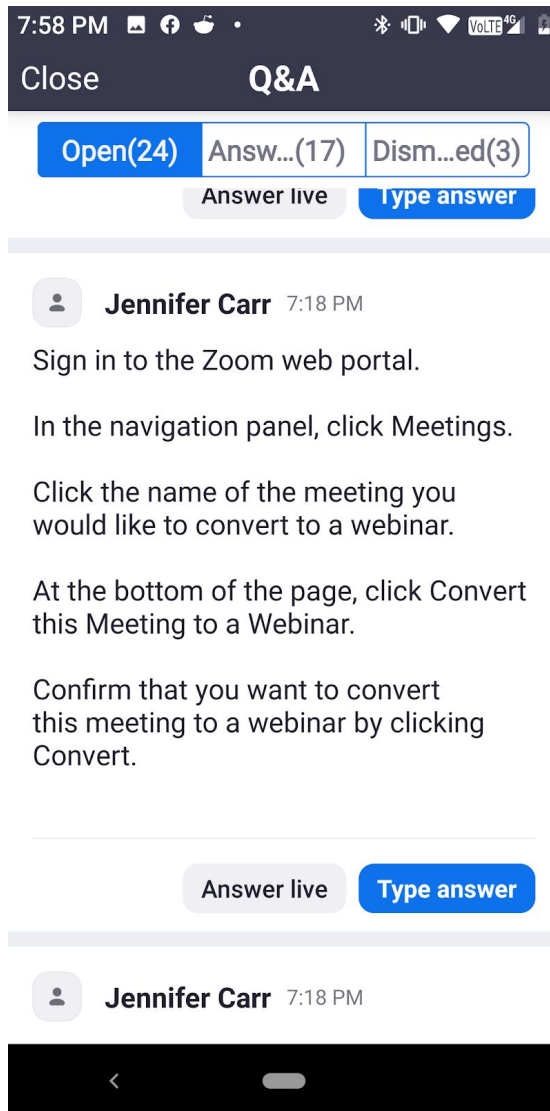 7:58 PM
VoLTE 4G
Close
Q&A
Open(24)
Answ...(17)
Dism...ed(3)
Answer live
Type answer
Jennifer Carr 7:18 PM
Sign in to the Zoom web portal.
In the navigation panel, click Meetings.
Click the name of the meeting you
would like to convert to a webinar.
At the bottom of the page, click Convert
this Meeting to a Webinar.
Confirm that you want to convert
this meeting to a webinar by clicking
Convert.
Answer live
Type answer
Jennifer Carr 7:18 PM